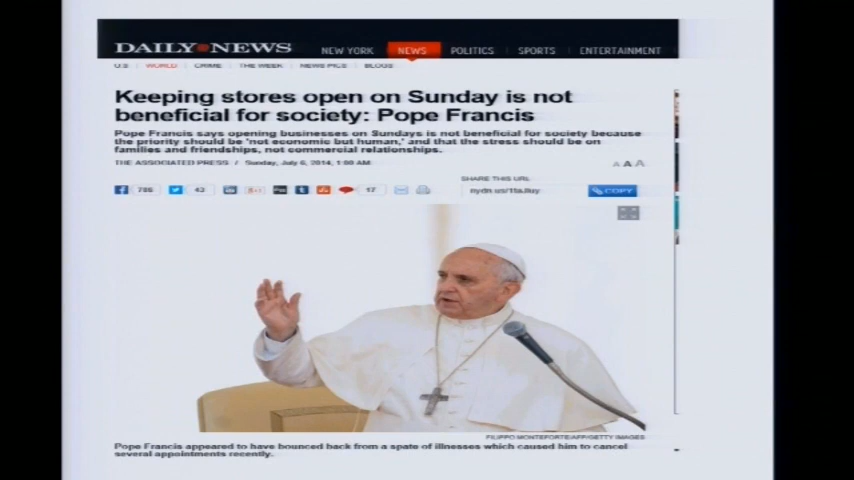 DAILY NEWS
NEW YORK NEWS POLITICS SPORTS ENTERTAINMENT
U.S WORLD CRIME THE WEEK NEWS PICS BLOGS
Keeping stores open on Sunday is not
beneficial for society: Pope Francis
Pope Francis says opening businesses on Sundays is not beneficial for society because
the priority should be 'not economic but human,' and that the stress should be on
families and friendships, not commercial relationships.
THE ASSOCIATED PRESS / Sunday, July 6, 2014, 1:00 AM
A A A
SHARE THIS URL
786 43 17
COPY
FILIPPO MONTEFORTE/AFP/GETTY IMAGES
Pope Francis appeared to have bounced back from a spate of illnesses which caused him to cancel
several appointments recently.